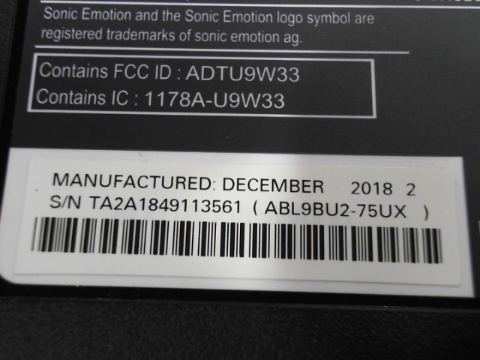 Sonic Emotion and the Sonic Emotion logo symbol are
registered trademarks of sonic emotion ag.
Contains FCC ID : ADTU9W33
Contains IC : 1178A-U9W33
MANUFACTURED: DECEMBER 2018 2
S/N TA2A1849113561 ( ABL9BU2-75UX )